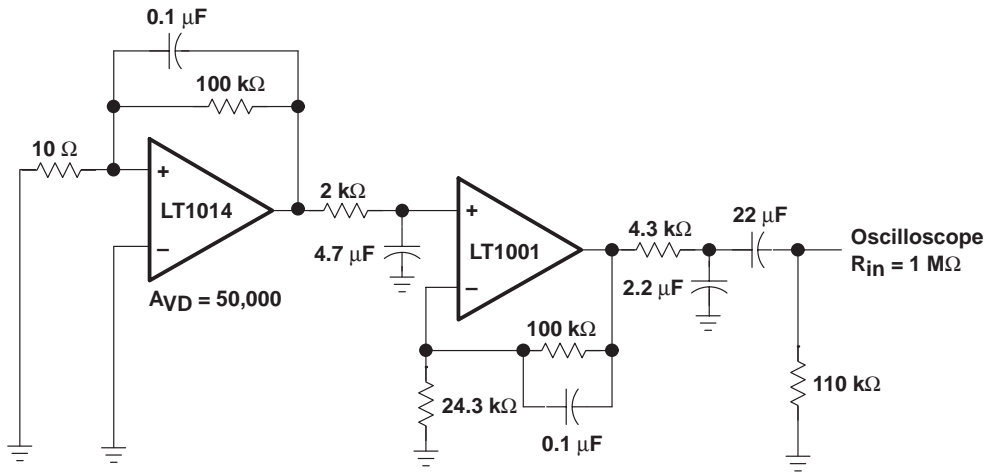 0.1 μF
100 kΩ
10 Ω
+
LT1014
−
AVD = 50,000
2 kΩ
4.7 μF
+
LT1001
−
4.3 kΩ
22 μF
2.2 μF
Oscilloscope
Rin = 1 MΩ
100 kΩ
24.3 kΩ
0.1 μF
110 kΩ